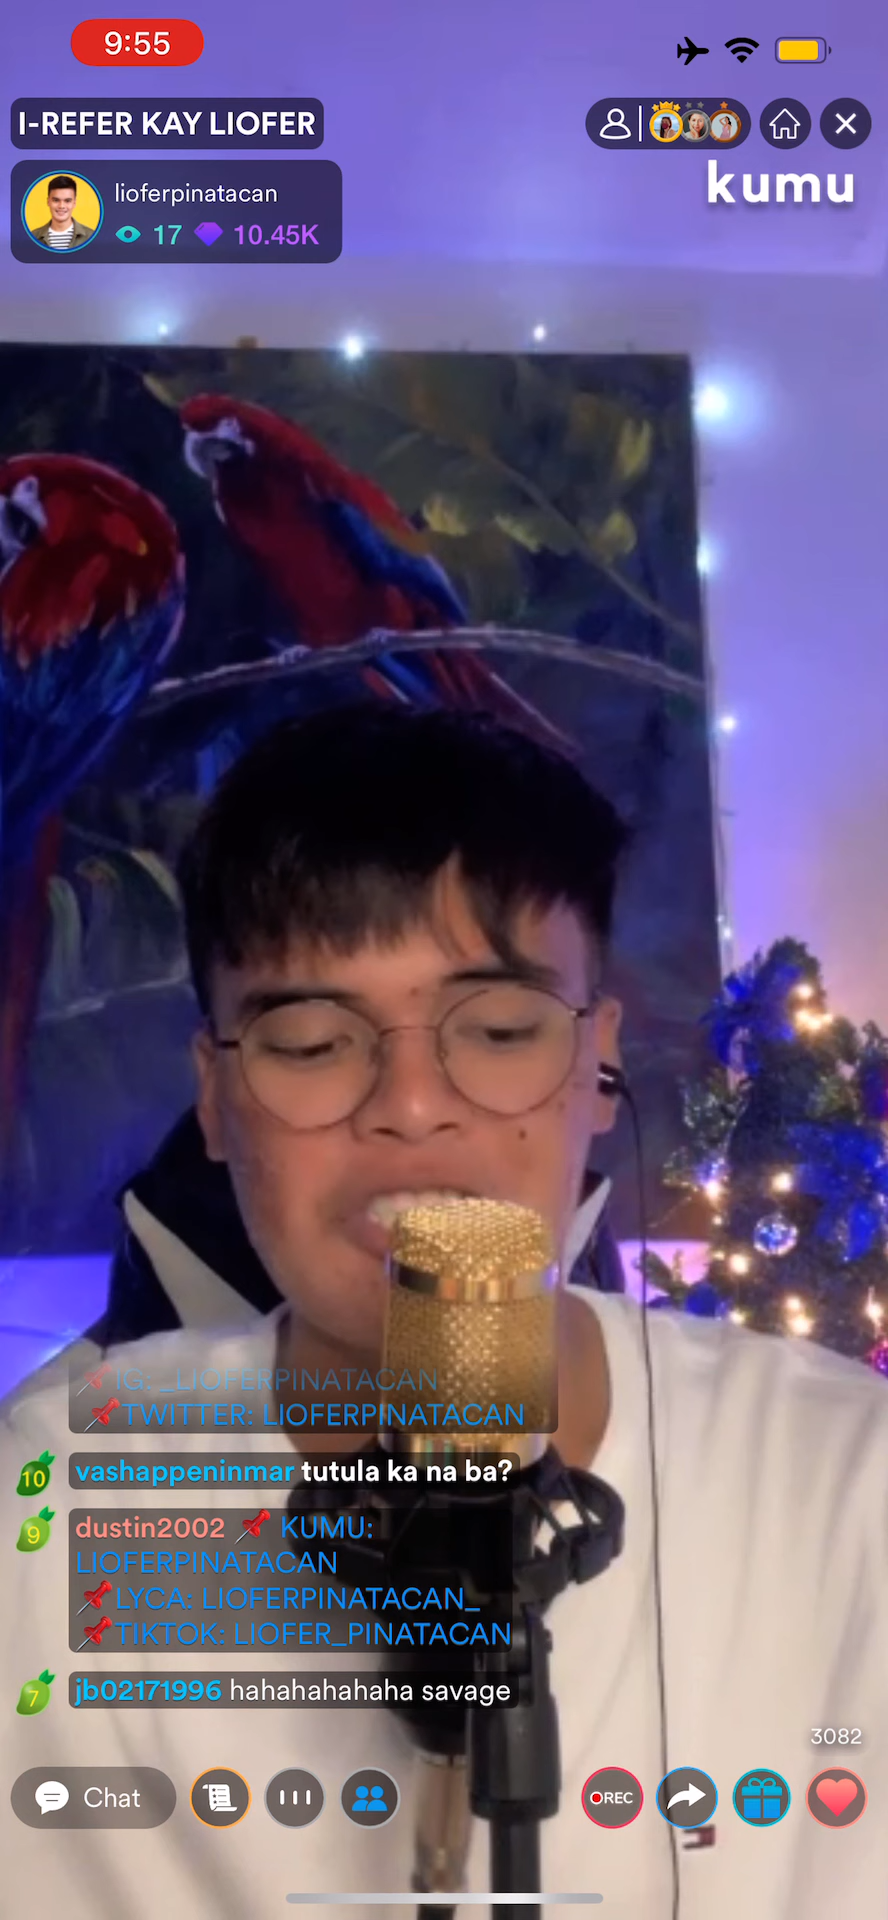 9:55
I-REFER KAY LIOFER
lioferpinatacan
17 10.45K
kumu
IG: _LIOFERPINATACAN
TWITTER: LIOFERPINATACAN
10 vashappeninmar tutula ka na ba?
9 dustin2002 KUMU:
LIOFERPINATACAN
LYCA: LIOFERPINATACAN_
TIKTOK: LIOFER_PINATACAN
7 jb02171996 hahahahahaha savage
3082
Chat
REC